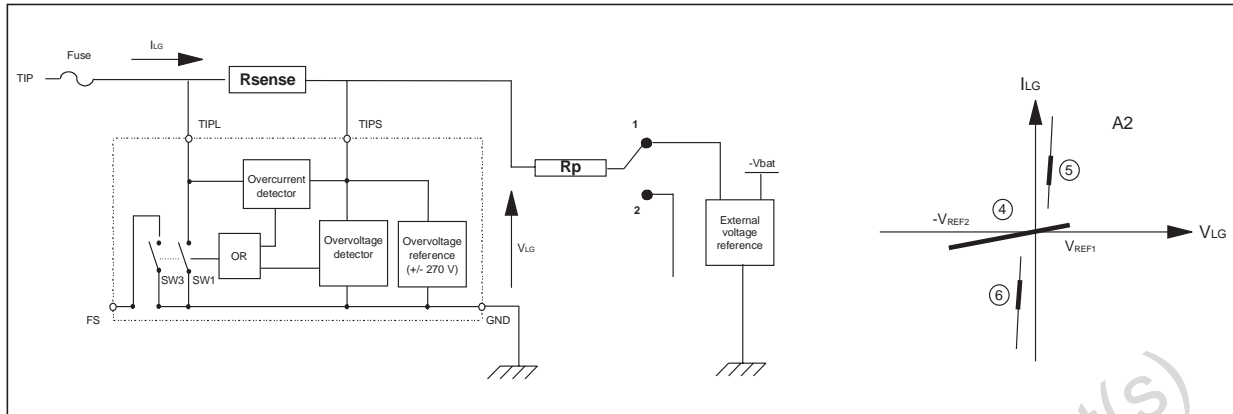 Fuse
ILG
TIP
Rsense
TIPL
TIPS
Overcurrent
detector
OR
Overvoltage
detector
Overvoltage
reference
(+/- 270 V)
SW3
SW1
FS
GND
VLG
Rp
1
2
-Vbat
External
voltage
reference
ILG
A2
5
4
-VREF2
VREF1
VLG
6
t(s)